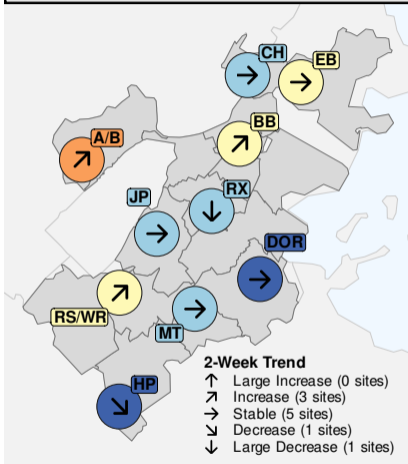 CH
EB
BB
A/B
RX
JP
DOR
RS/WR
MT
HP
2-Week Trend
↑ Large Increase (0 sites)
↗ Increase (3 sites)
→ Stable (5 sites)
↘ Decrease (1 sites)
↓ Large Decrease (1 sites)